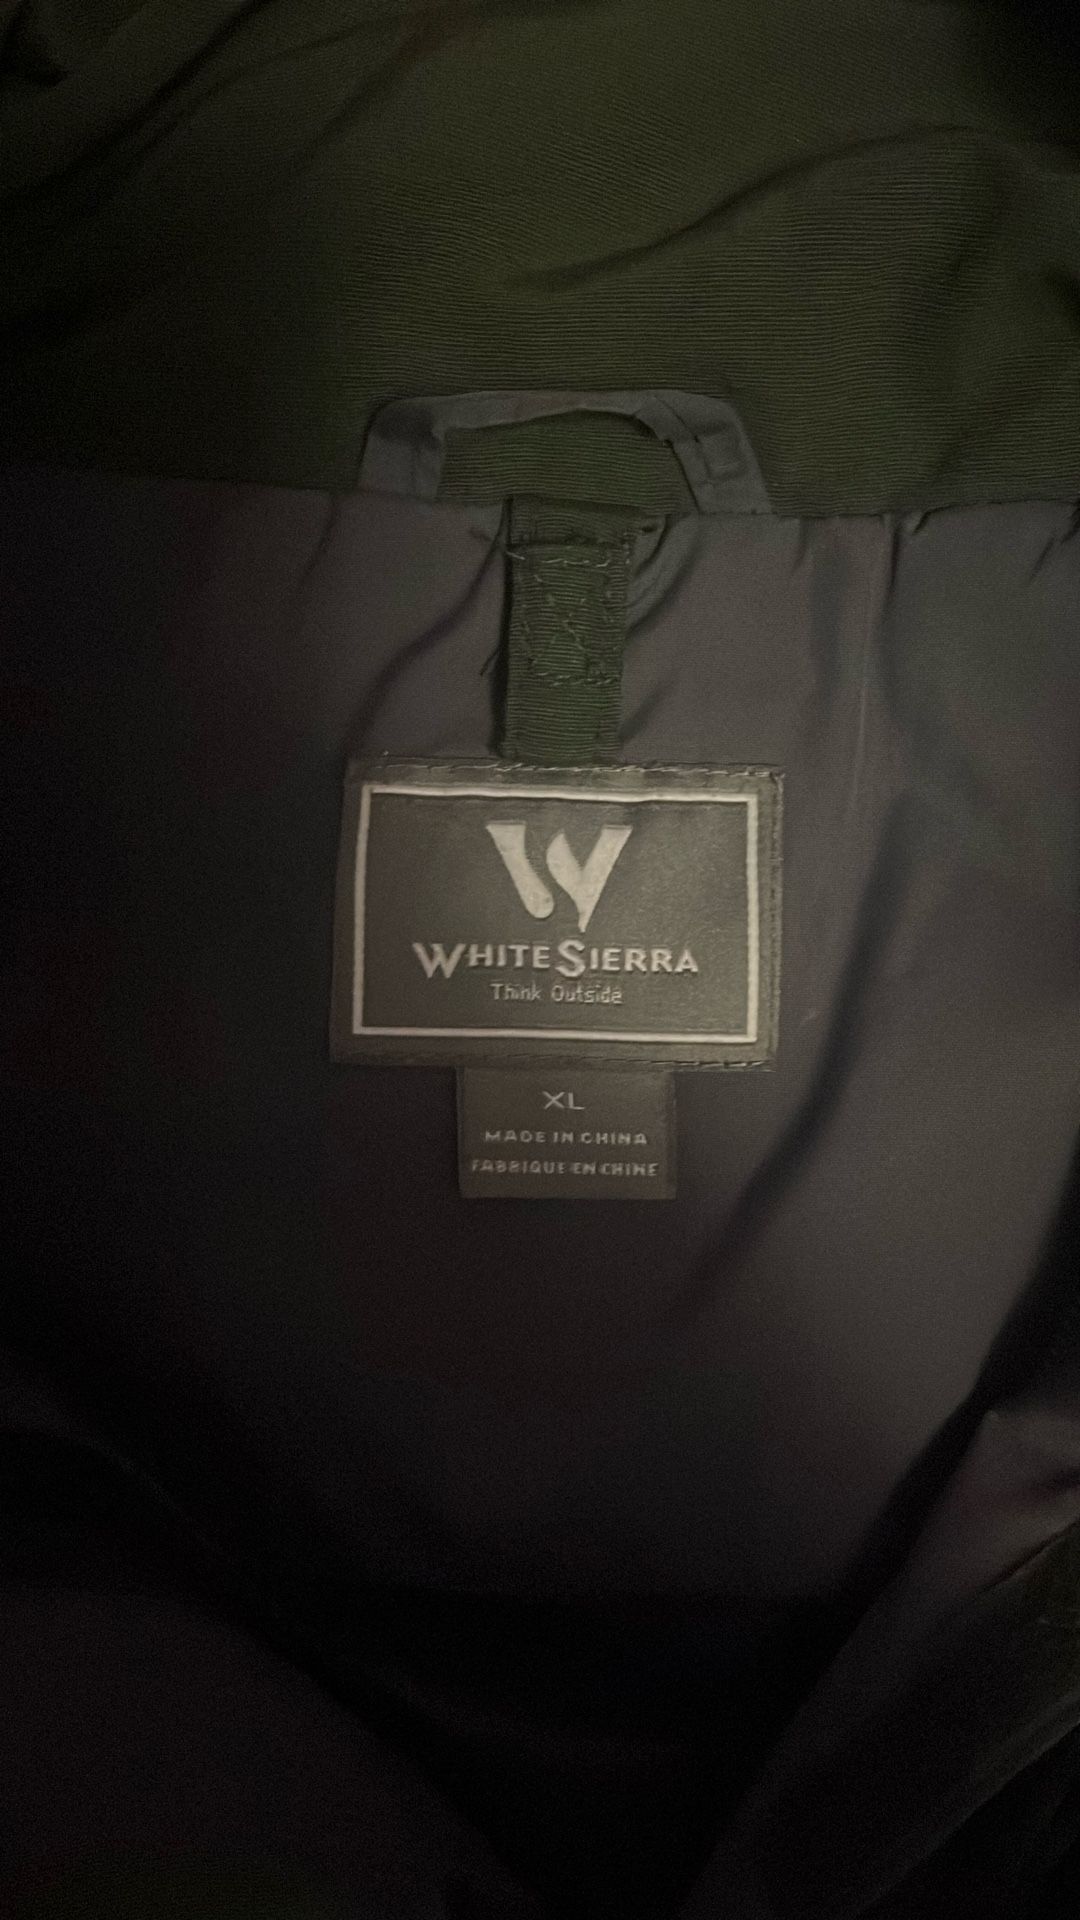 W
WHITE SIERRA
Think Outside
XL
MADE IN CHINA
FABRIQUE EN CHINE